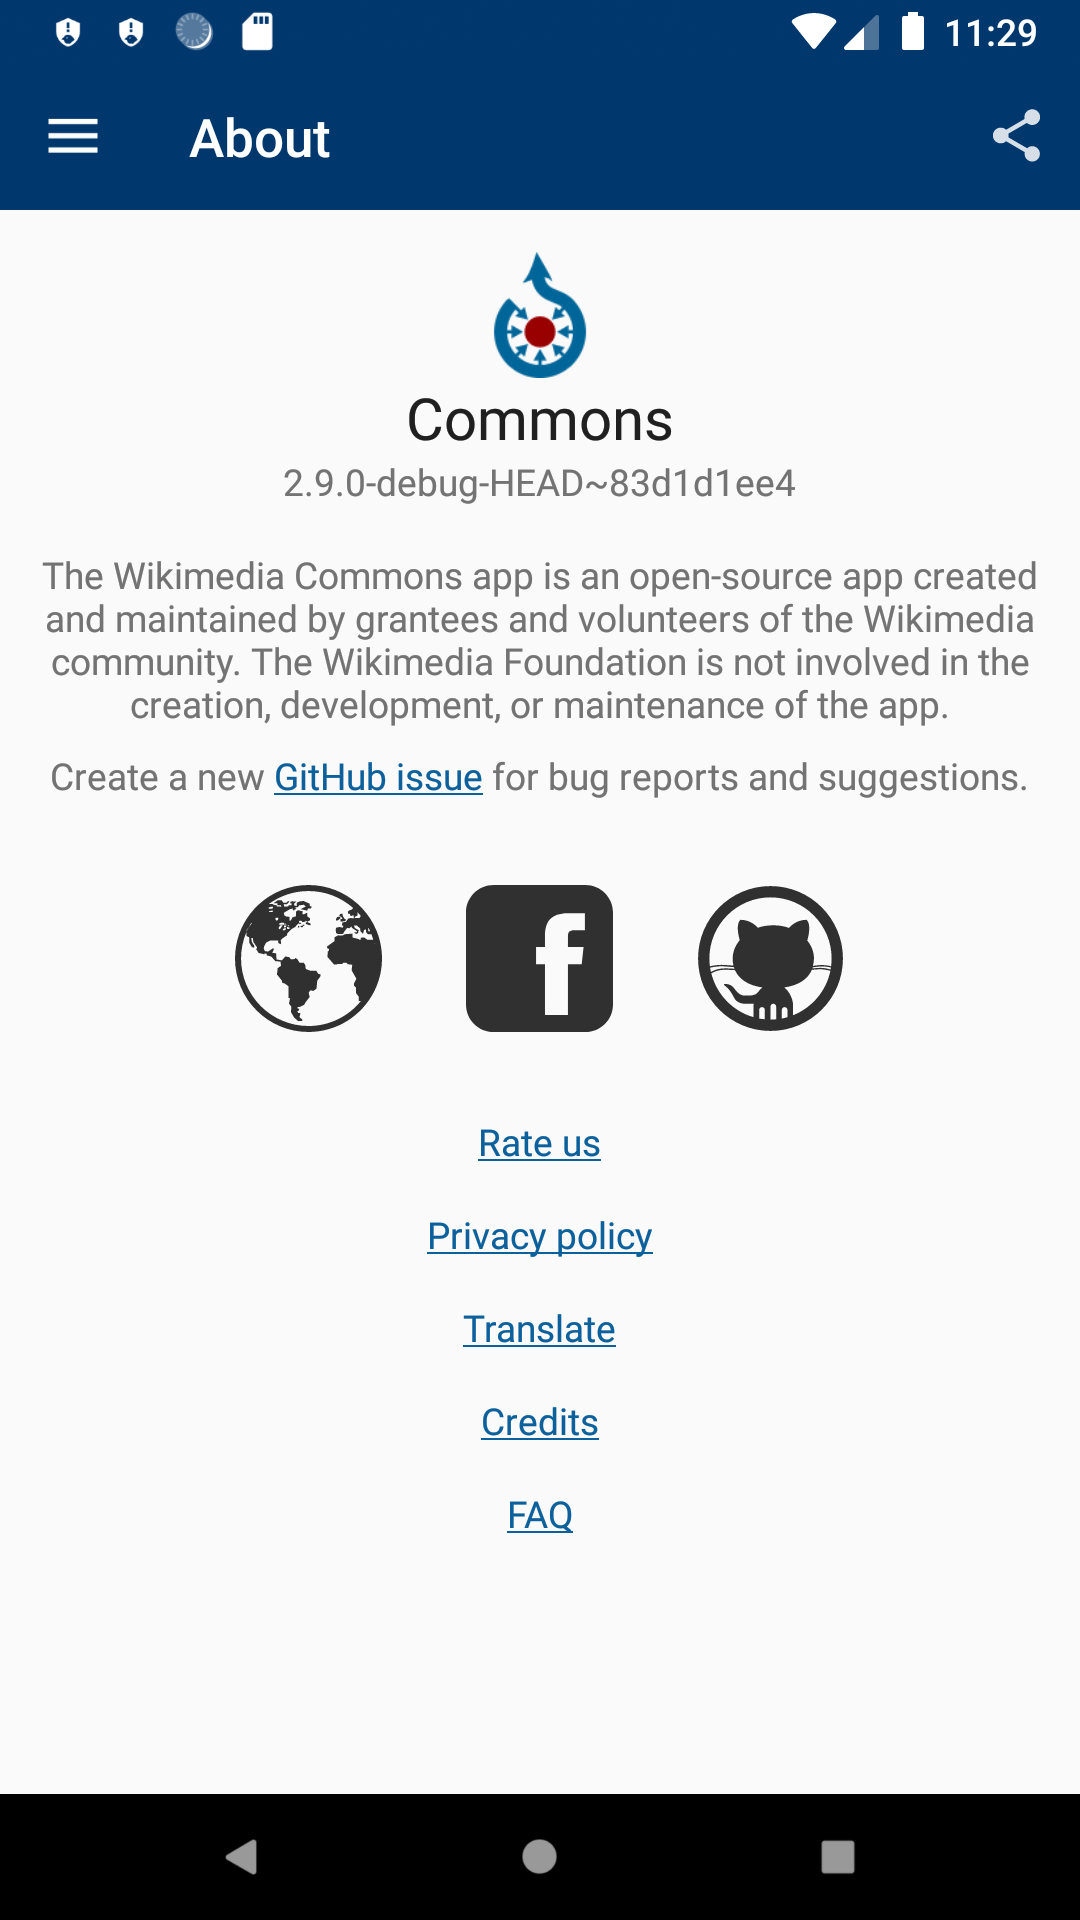 11:29
About
Commons
2.9.0-debug-HEAD~83d1d1ee4
The Wikimedia Commons app is an open-source app created
and maintained by grantees and volunteers of the Wikimedia
community. The Wikimedia Foundation is not involved in the
creation, development, or maintenance of the app.
Create a new GitHub issue for bug reports and suggestions.
Rate us
Privacy policy
Translate
Credits
FAQ